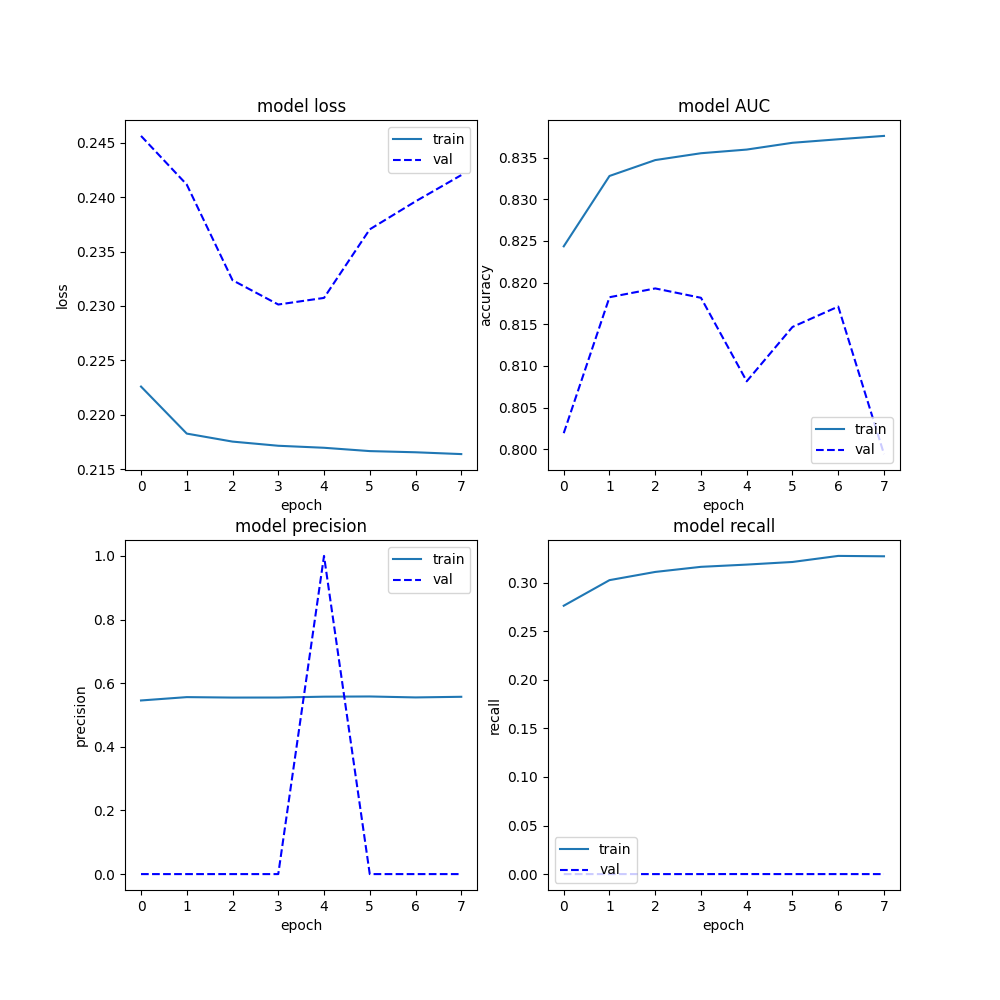 model loss
train
val
0.245
0.240
0.235
0.230
0.225
0.220
0.215
loss
0 1 2 3 4 5 6 7
epoch
model AUC
0.835
0.830
0.825
0.820
0.815
0.810
0.805
0.800
accuracy
train
val
0 1 2 3 4 5 6 7
epoch
model precision
train
val
1.0
0.8
0.6
0.4
0.2
0.0
precision
0 1 2 3 4 5 6 7
epoch
model recall
0.30
0.25
0.20
0.15
0.10
0.05
0.00
recall
train
val
0 1 2 3 4 5 6 7
epoch